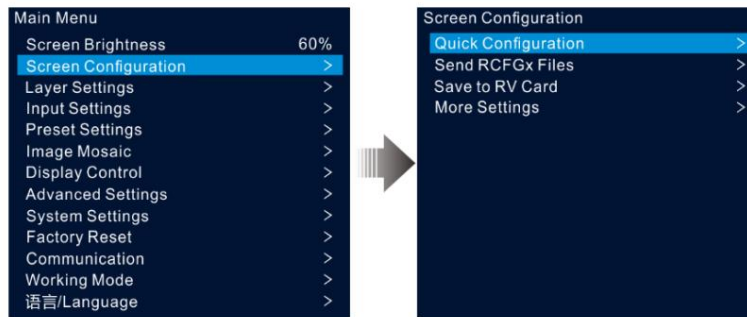 Main Menu
Screen Brightness 60%
Screen Configuration >
Layer Settings >
Input Settings >
Preset Settings >
Image Mosaic >
Display Control >
Advanced Settings >
System Settings >
Factory Reset >
Communication >
Working Mode >
语言/Language >
Screen Configuration
Quick Configuration >
Send RCFGx Files >
Save to RV Card >
More Settings >